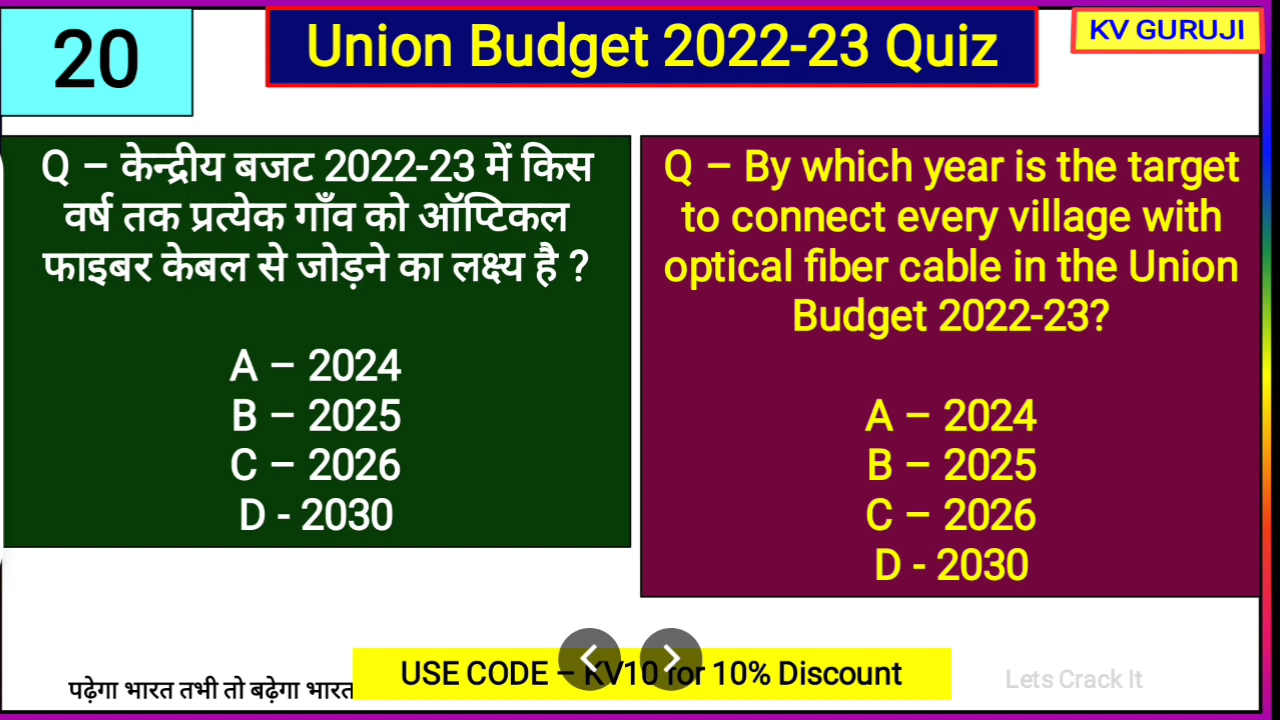 20
Union Budget 2022-23 Quiz
KV GURUJI
Q – केन्द्रीय बजट 2022-23 में किस
वर्ष तक प्रत्येक गाँव को ऑप्टिकल
फाइबर केबल से जोड़ने का लक्ष्य है ?
A – 2024
B – 2025
C – 2026
D - 2030
Q – By which year is the target
to connect every village with
optical fiber cable in the Union
Budget 2022-23?
A – 2024
B – 2025
C – 2026
D - 2030
पढ़ेगा भारत तभी तो बढ़ेगा भारत
USE CODE – KV10 for 10% Discount
Lets Crack It